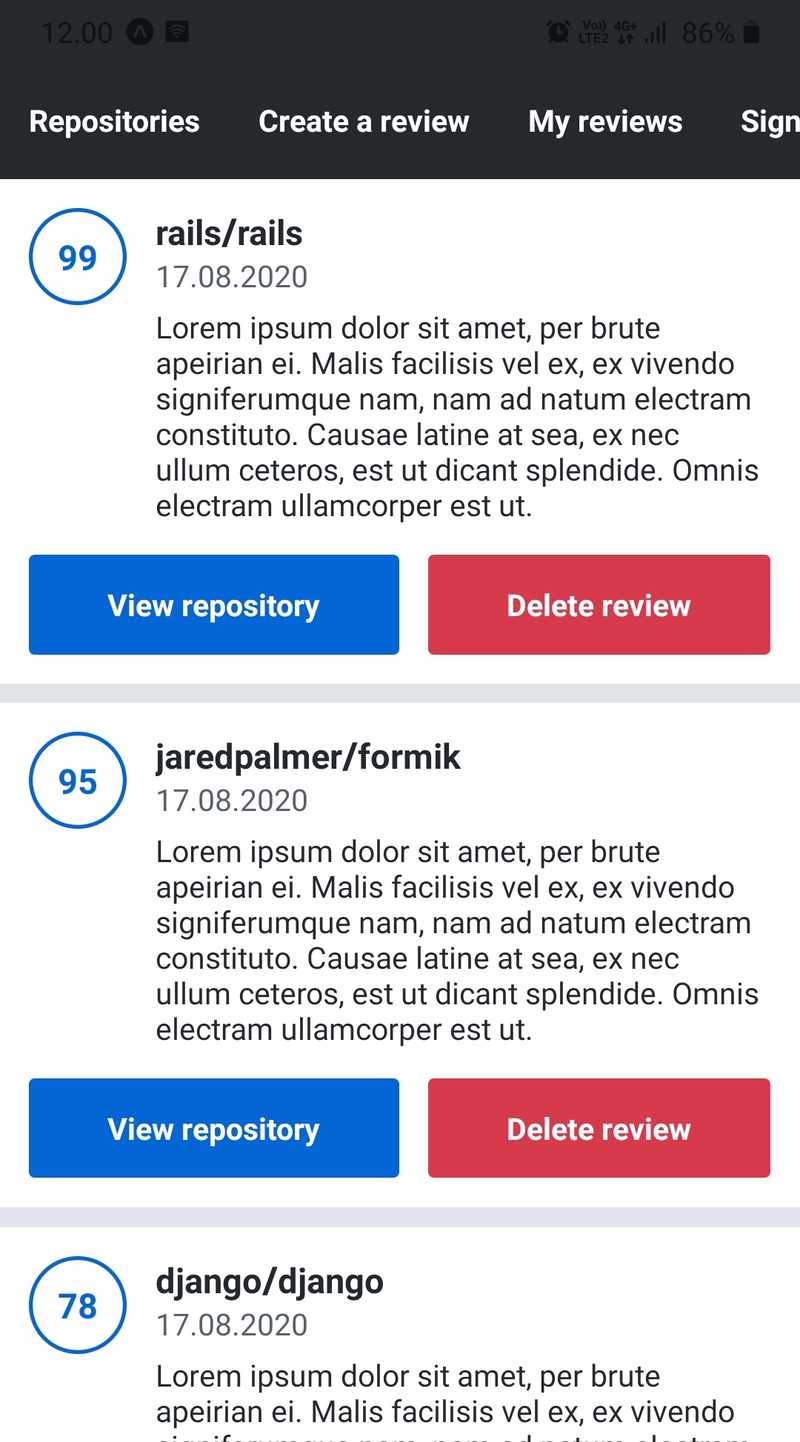 12.00 86%
Vo)) LTE2 4G+
Repositories Create a review My reviews Sign
99
rails/rails
17.08.2020
Lorem ipsum dolor sit amet, per brute
apeirian ei. Malis facilisis vel ex, ex vivendo
signiferumque nam, nam ad natum electram
constituto. Causae latine at sea, ex nec
ullum ceteros, est ut dicant splendide. Omnis
electram ullamcorper est ut.
View repository Delete review
95
jaredpalmer/formik
17.08.2020
Lorem ipsum dolor sit amet, per brute
apeirian ei. Malis facilisis vel ex, ex vivendo
signiferumque nam, nam ad natum electram
constituto. Causae latine at sea, ex nec
ullum ceteros, est ut dicant splendide. Omnis
electram ullamcorper est ut.
View repository Delete review
78
django/django
17.08.2020
Lorem ipsum dolor sit amet, per brute
apeirian ei. Malis facilisis vel ex, ex vivendo